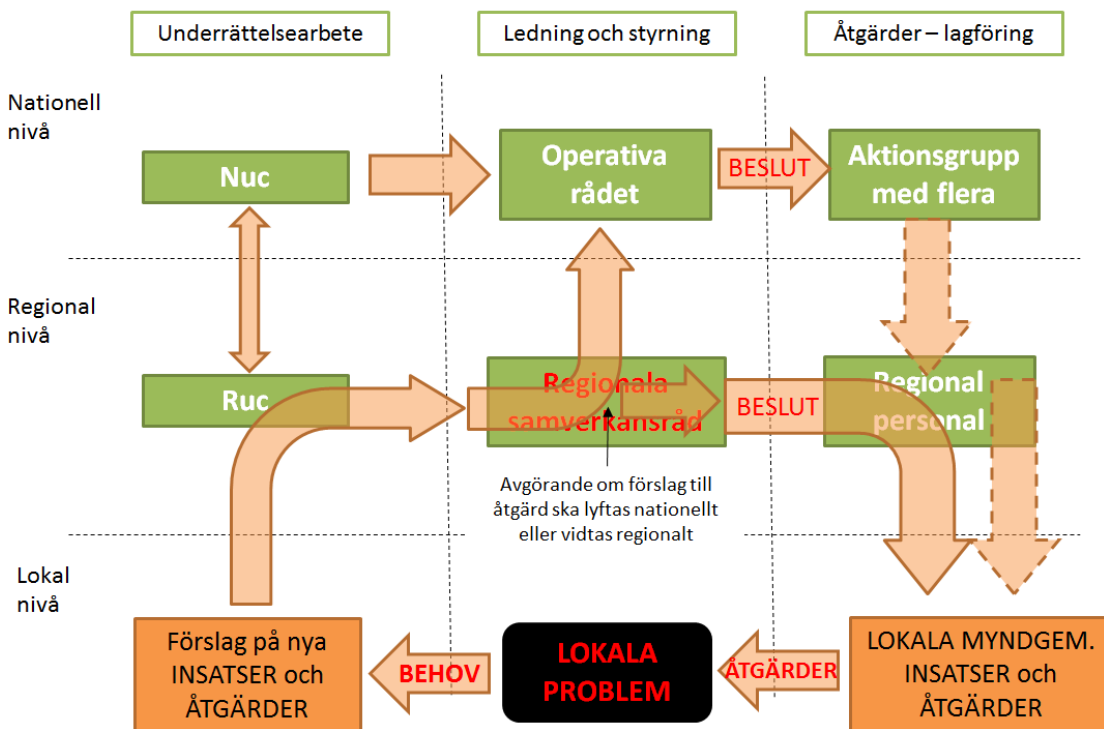 Underrättelsearbete
Ledning och styrning
Åtgärder – lagföring
Nationell
nivå
Nuc
Operativa
rådet
BESLUT
Aktionsgrupp
med flera
Regional
nivå
Ruc
Regionala
samverkansråd
BESLUT
Regional
personal
Avgörande om förslag till
åtgärd ska lyftas nationellt
eller vidtas regionalt
Lokal
nivå
Förslag på nya
INSATSER och
ÅTGÄRDER
BEHOV
LOKALA
PROBLEM
ÅTGÄRDER
LOKALA MYNDGEM.
INSATSER och
ÅTGÄRDER